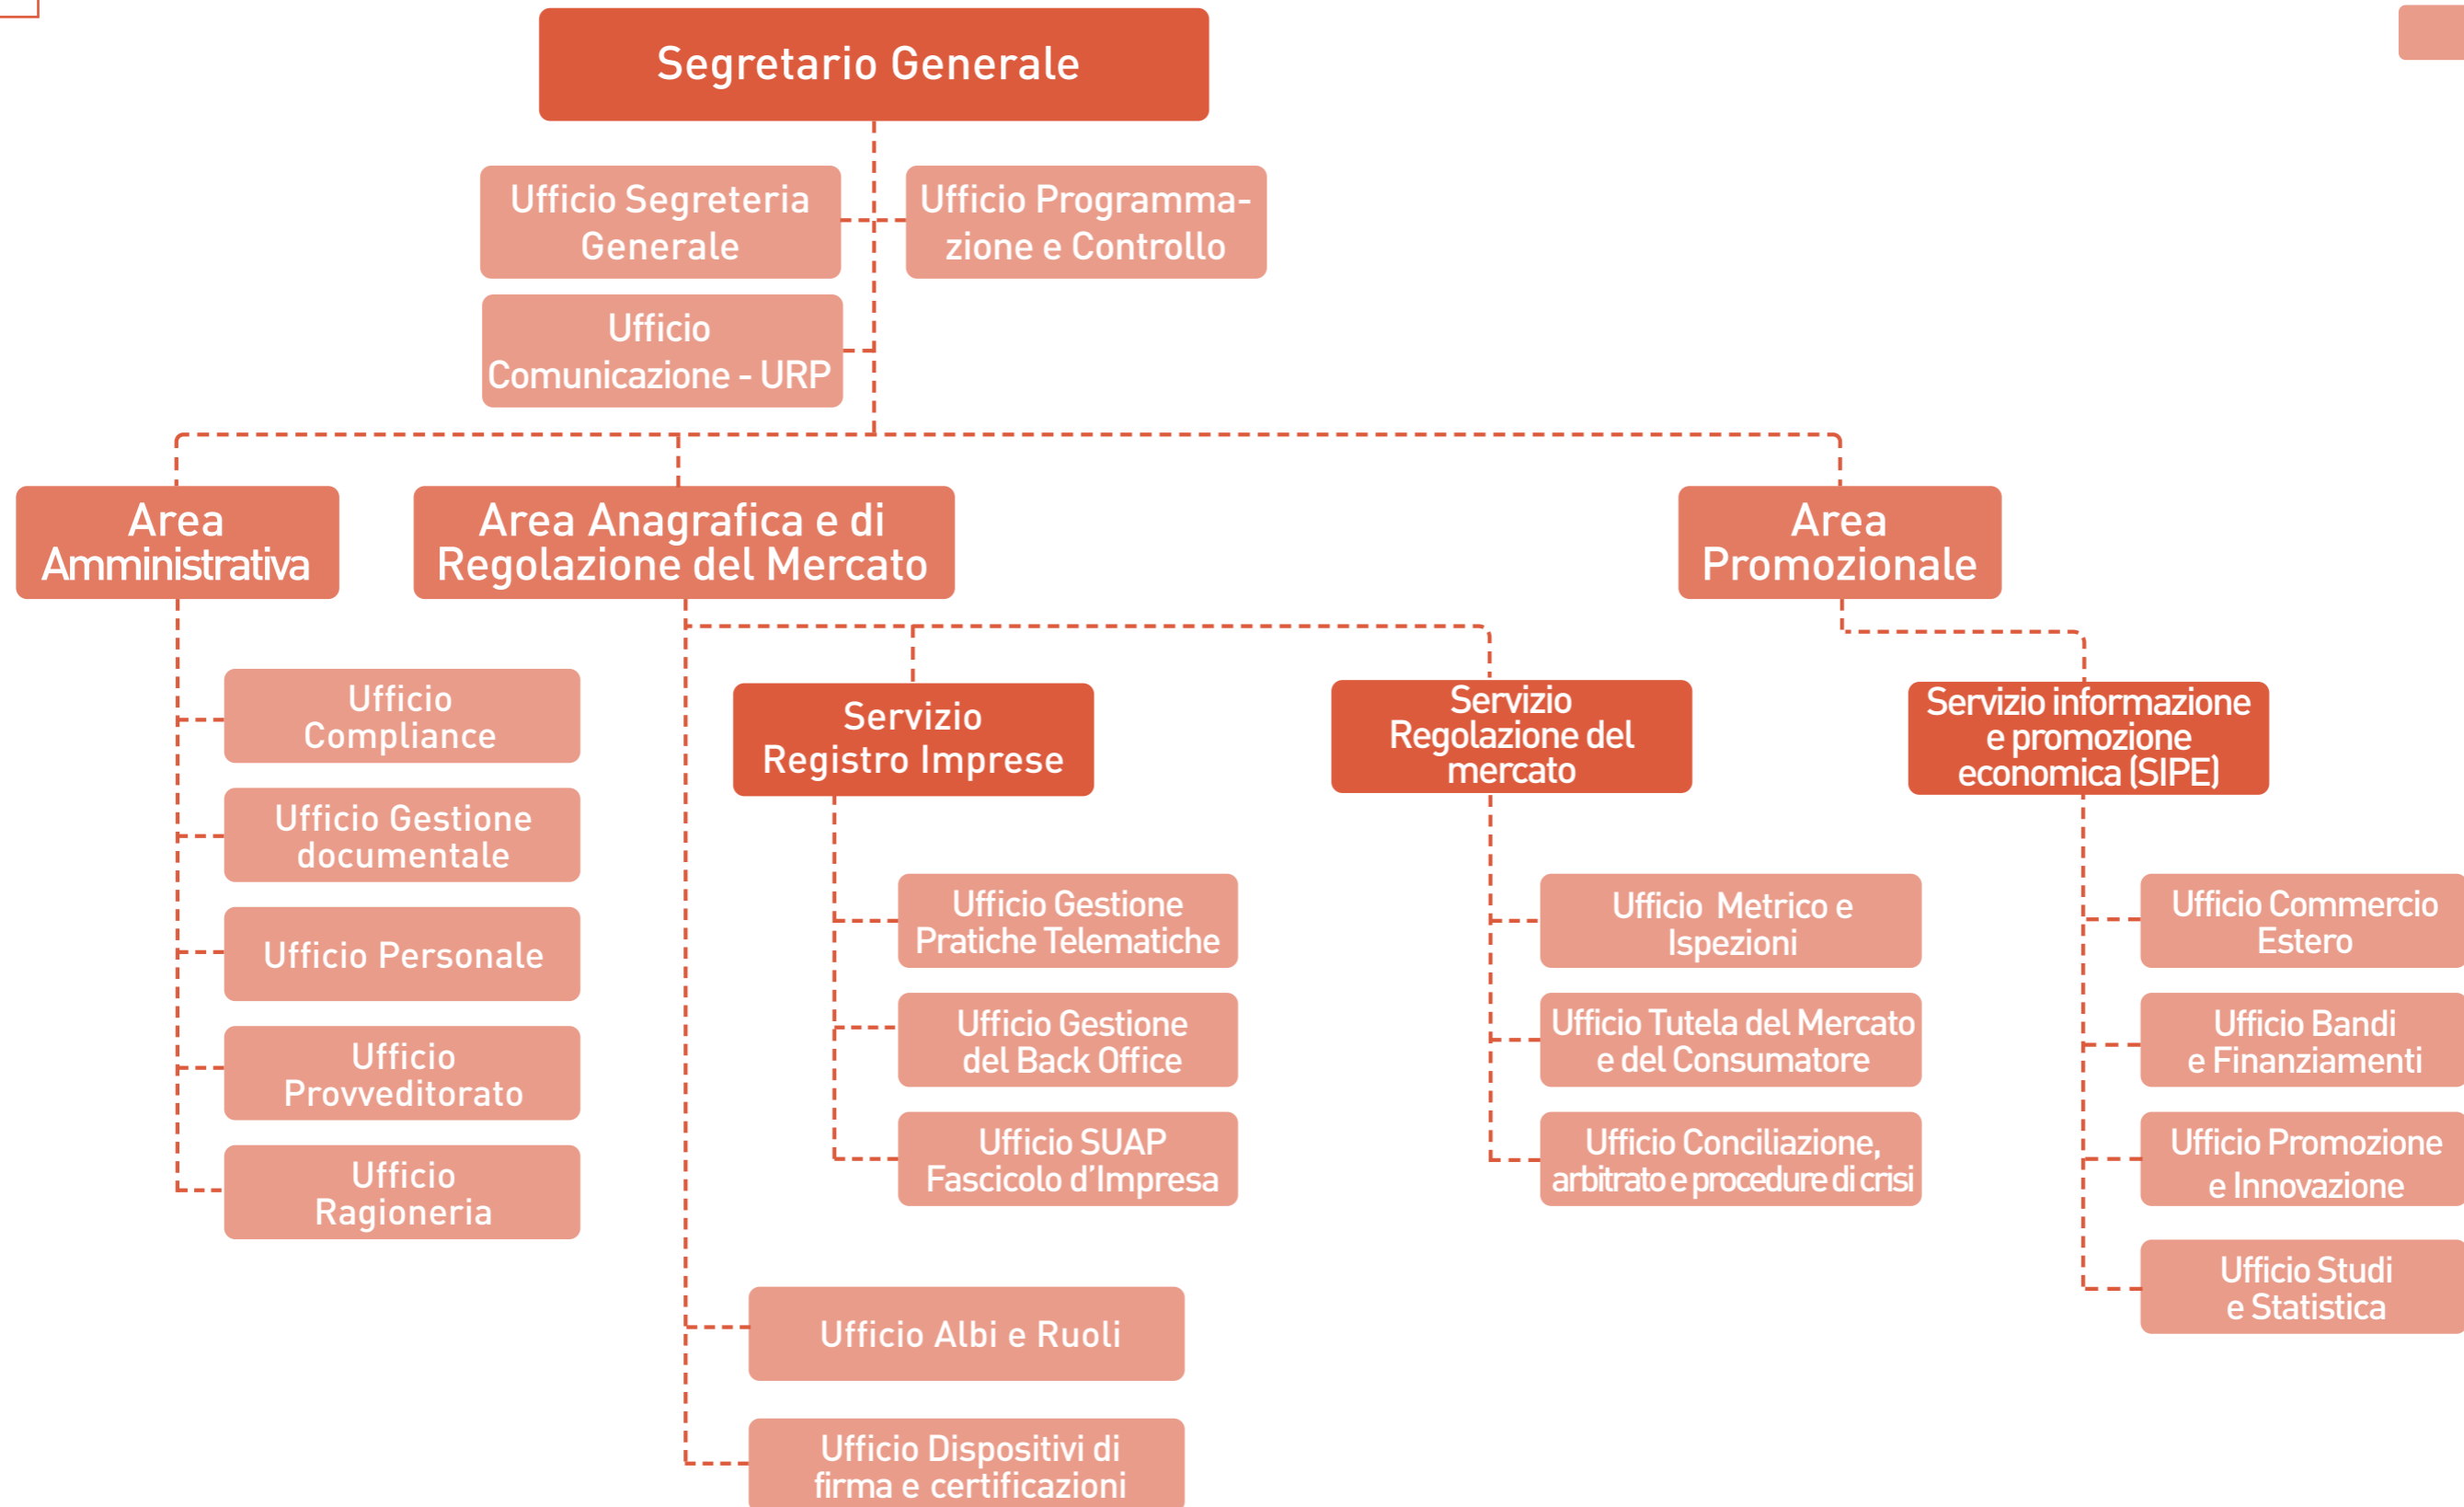 Segretario Generale
Ufficio Segreteria
Generale
Ufficio Programma-
zione e Controllo
Ufficio
Comunicazione - URP
Area
Amministrativa
Area Anagrafica e di
Regolazione del Mercato
Area
Promozionale
Ufficio
Compliance
Ufficio Gestione
documentale
Ufficio Personale
Ufficio
Provveditorato
Ufficio
Ragioneria
Servizio
Registro Imprese
Ufficio Gestione
Pratiche Telematiche
Ufficio Gestione
del Back Office
Ufficio SUAP
Fascicolo d’Impresa
Servizio
Regolazione del
mercato
Ufficio Metrico e
Ispezioni
Ufficio Tutela del Mercato
e del Consumatore
Ufficio Conciliazione,
arbitrato e procedure di crisi
Ufficio Albi e Ruoli
Ufficio Dispositivi di
firma e certificazioni
Servizio informazione
e promozione
economica (SIPE)
Ufficio Commercio
Estero
Ufficio Bandi
e Finanziamenti
Ufficio Promozione
e Innovazione
Ufficio Studi
e Statistica